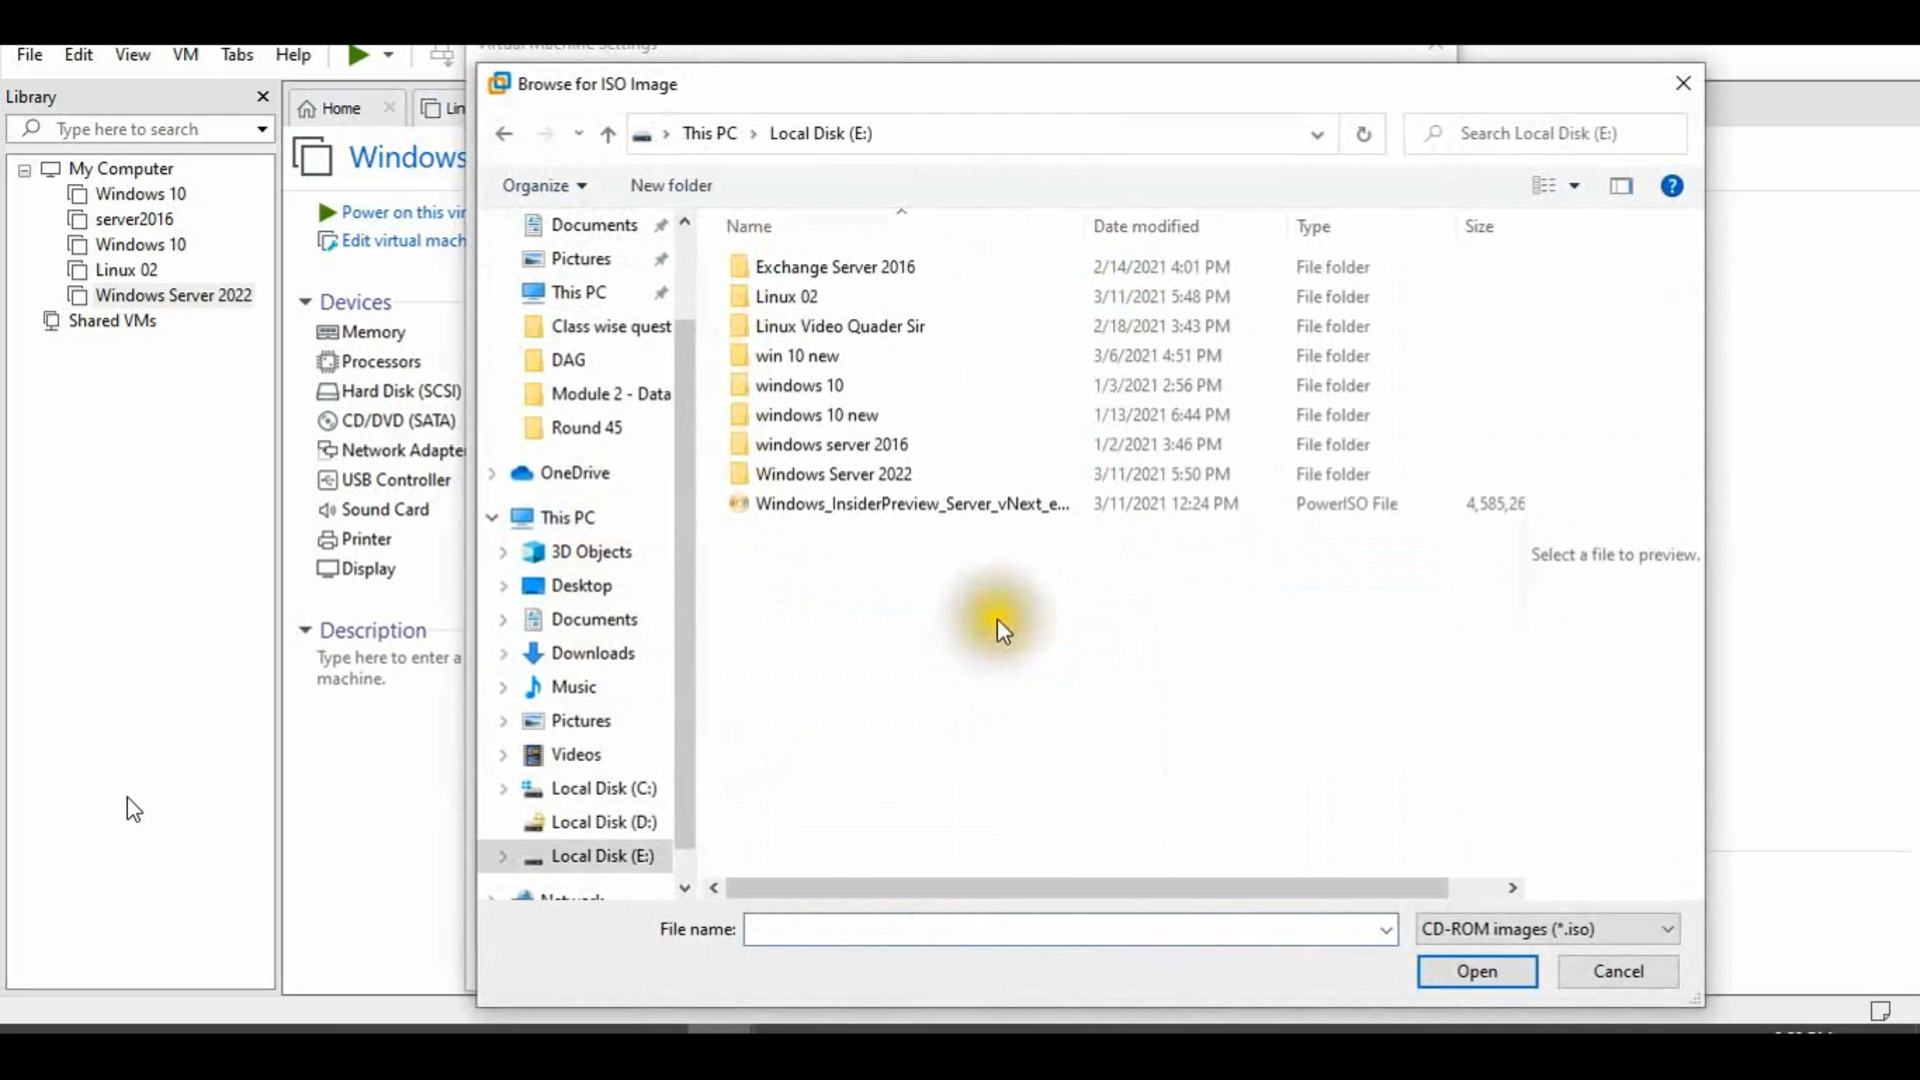 Virtual Machine Settings
File Edit View VM Tabs Help
Browse for ISO Image
Library
Home Lin
Type here to search
This PC Local Disk (E:) Search Local Disk (E:)
Windows
Organize New folder
My Computer
Windows 10
server2016
Windows 10
Linux 02
Windows Server 2022
Shared VMs
Power on this vir
Edit virtual mach
Devices
Memory
Processors
Hard Disk (SCSI)
CD/DVD (SATA)
Network Adapte
USB Controller
Sound Card
Printer
Display
Description
Type here to enter a
machine.
Documents
Pictures
This PC
Class wise quest
DAG
Module 2 - Data
Round 45
OneDrive
This PC
3D Objects
Desktop
Documents
Downloads
Music
Pictures
Videos
Local Disk (C:)
Local Disk (D:)
Local Disk (E:)
Network
Name Date modified Type Size
Exchange Server 2016 2/14/2021 4:01 PM File folder
Linux 02 3/11/2021 5:48 PM File folder
Linux Video Quader Sir 2/18/2021 3:43 PM File folder
win 10 new 3/6/2021 4:51 PM File folder
windows 10 1/3/2021 2:56 PM File folder
windows 10 new 1/13/2021 6:44 PM File folder
windows server 2016 1/2/2021 3:46 PM File folder
Windows Server 2022 3/11/2021 5:50 PM File folder
Windows_InsiderPreview_Server_vNext_e... 3/11/2021 12:24 PM PowerISO File 4,585,26
Select a file to preview.
File name: CD-ROM images (*.iso)
Open Cancel